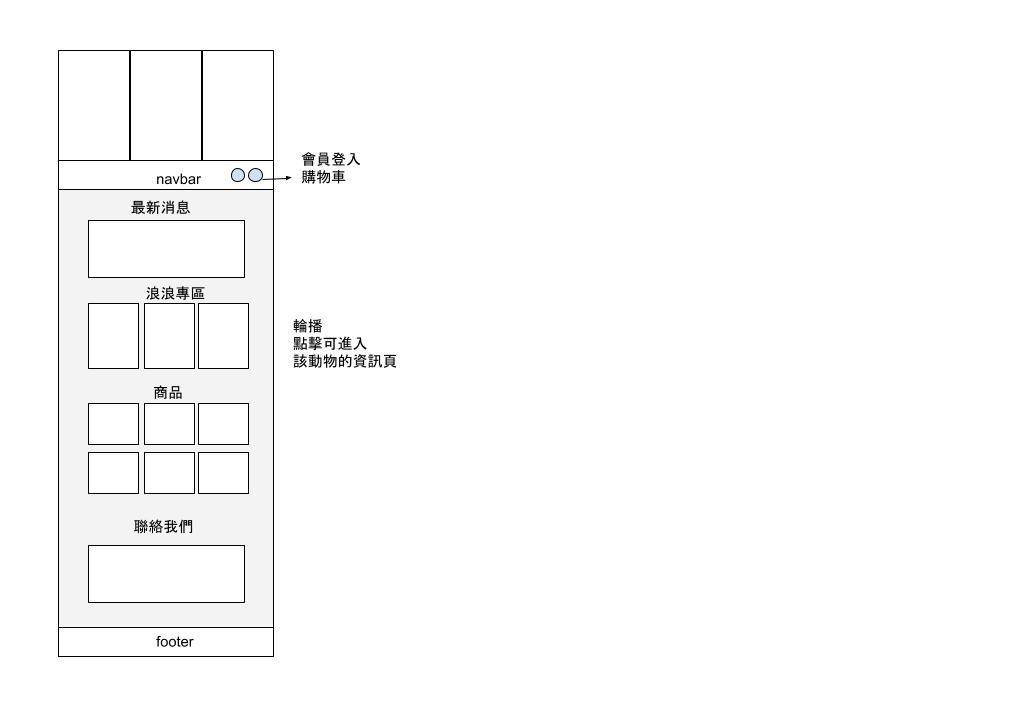 會員登入
購物車
navbar
最新消息
浪浪專區
輪播
點擊可進入
該動物的資訊頁
商品
聯絡我們
footer